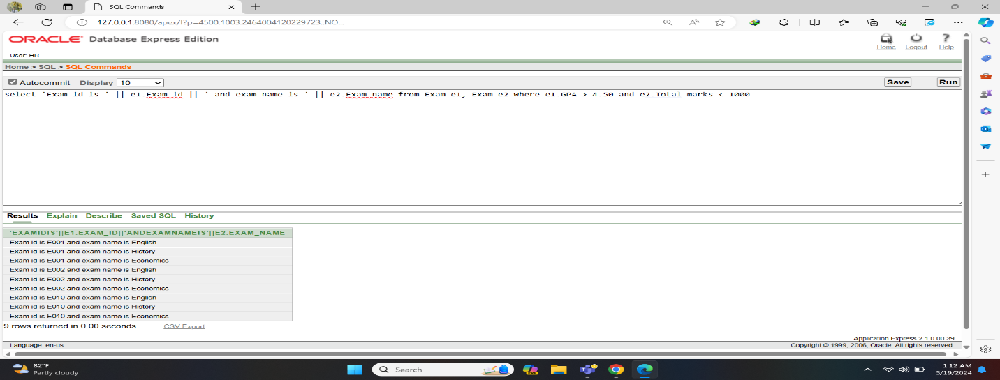 SQL Commands
127.0.0.1:8080/apex/f?p=4500:1003:2464004120229723::NO:::
ORACLE Database Express Edition
Home Logout Help
User: HR
Home > SQL > SQL Commands
Autocommit Display 10
Save Run
select 'Exam id is ' || e1.Exam_id || ' and exam name is ' || e2.Exam_name from Exam e1, Exam e2 where e1.GPA > 4.50 and e2.Total_marks < 1000
Results Explain Describe Saved SQL History
'EXAMIDIS'||E1.EXAM_ID||'ANDEXAMNAMEIS'||E2.EXAM_NAME
Exam id is E001 and exam name is English
Exam id is E001 and exam name is History
Exam id is E001 and exam name is Economics
Exam id is E002 and exam name is English
Exam id is E002 and exam name is History
Exam id is E002 and exam name is Economics
Exam id is E010 and exam name is English
Exam id is E010 and exam name is History
Exam id is E010 and exam name is Economics
9 rows returned in 0.00 seconds CSV Export
Application Express 2.1.0.00.39
Language: en-us Copyright © 1999, 2006, Oracle. All rights reserved.
82°F
Partly cloudy
Search
PRE
1:12 AM
5/19/2024